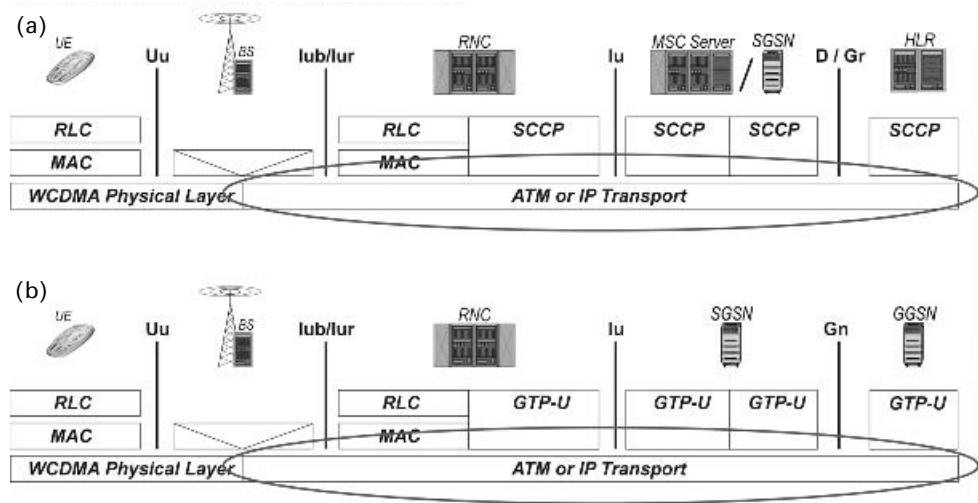 (a)
UE Uu BS Iub/Iur RNC Iu MSC Server SGSN D / Gr HLR
RLC RLC SCCP SCCP SCCP SCCP
MAC MAC
WCDMA Physical Layer ATM or IP Transport
(b)
UE Uu BS Iub/Iur RNC Iu SGSN Gn GGSN
RLC RLC GTP-U GTP-U GTP-U GTP-U
MAC MAC
WCDMA Physical Layer ATM or IP Transport